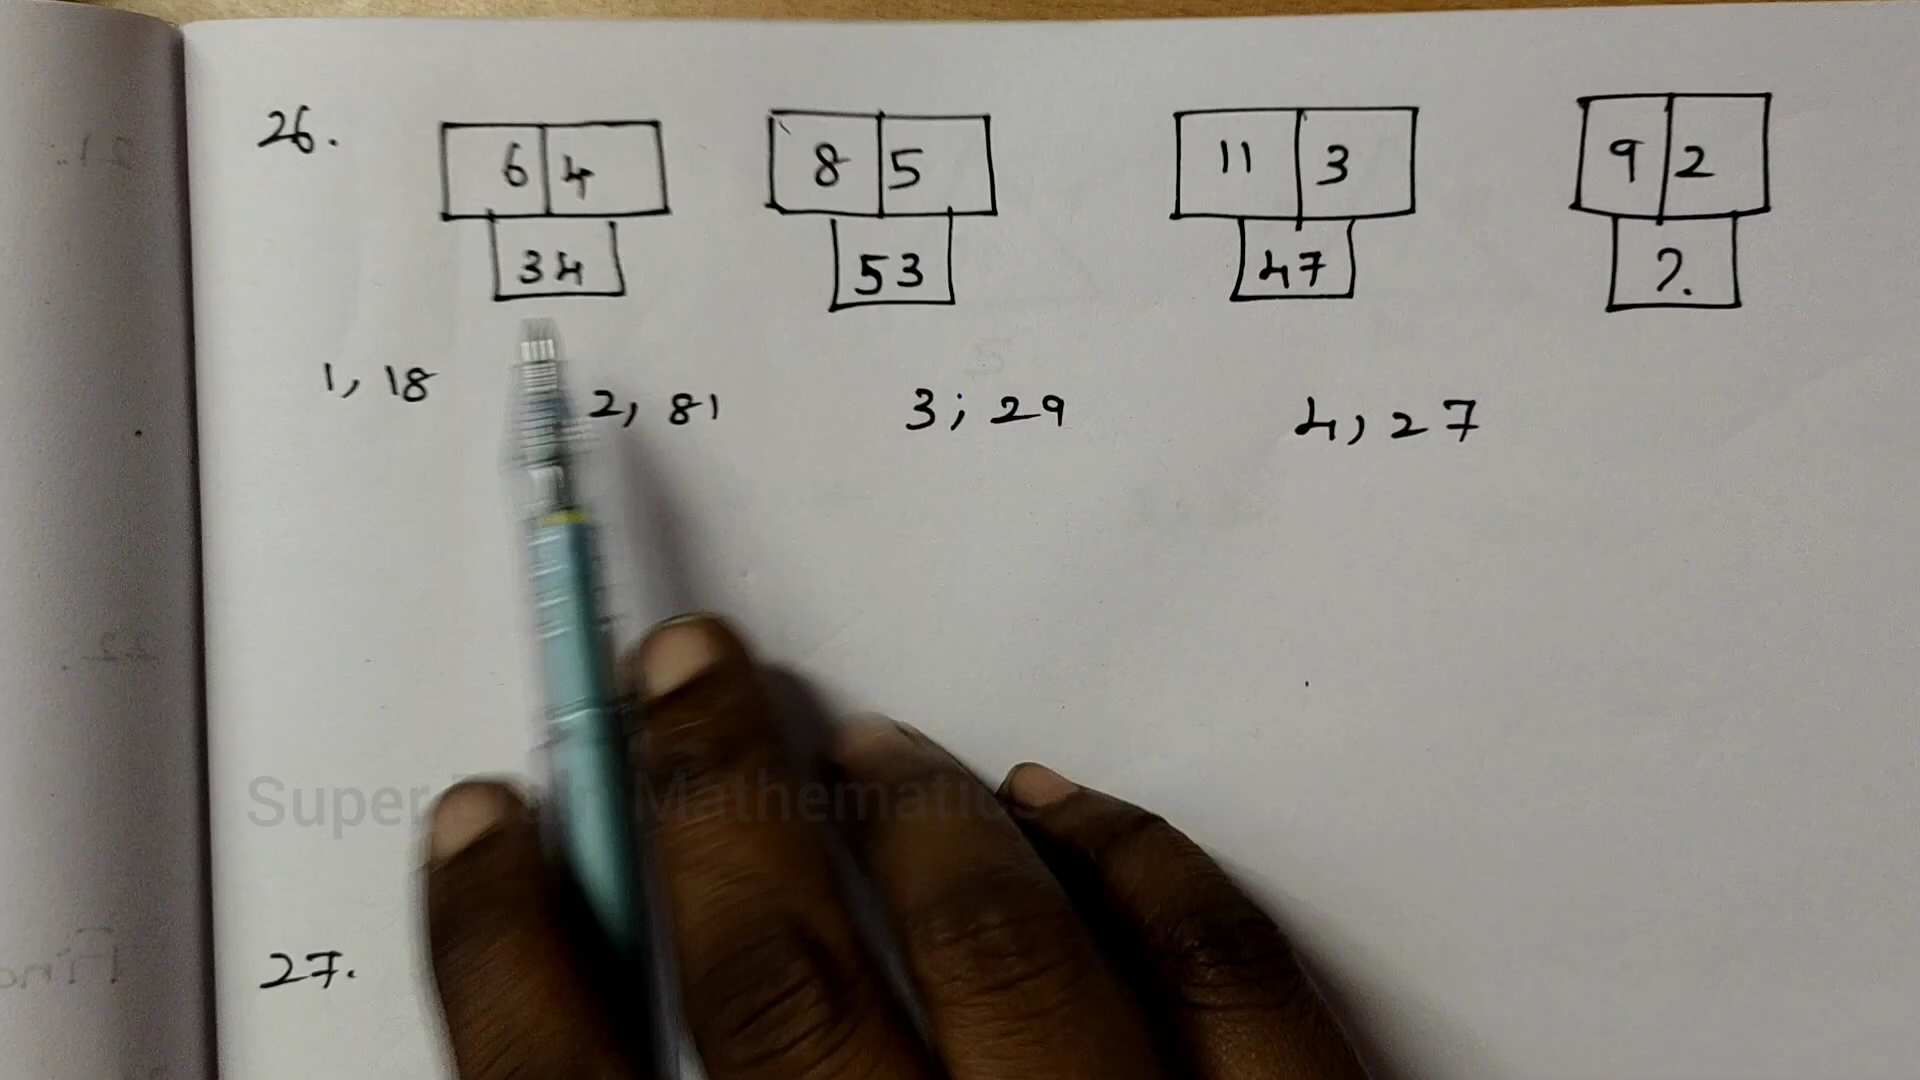 26. 6 4 8 5 11 3 9 2
34 53 47 ?.
1, 18 2, 81 3; 29 4, 27
Super Mathematics
27.